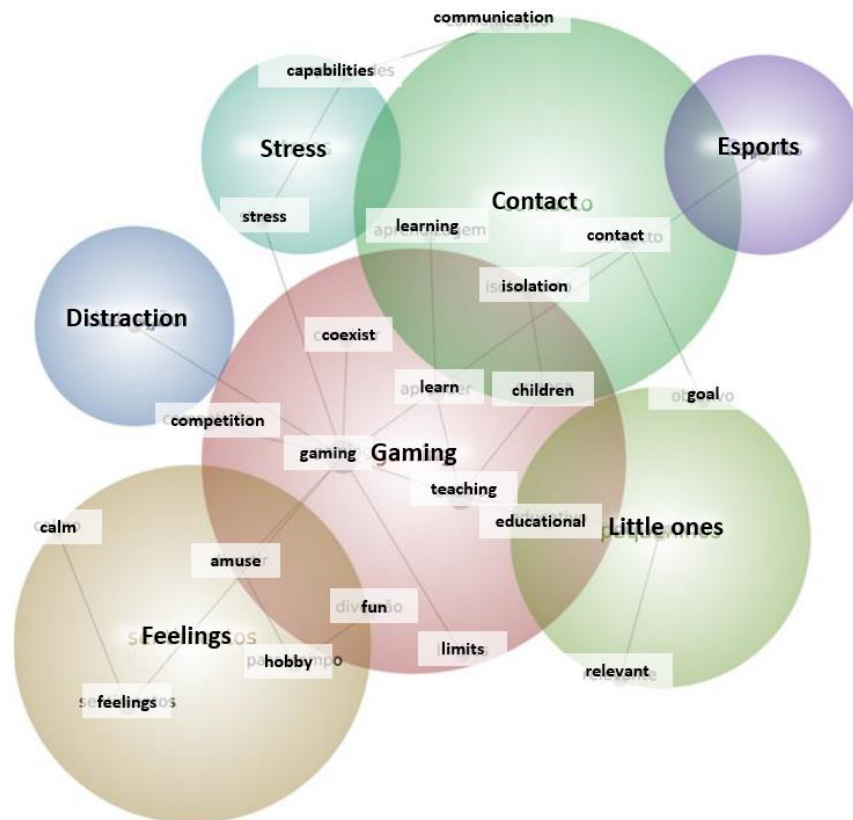 communication
capabilities
Stress
Esports
Contact
stress
learning
contact
isolation
Distraction
coexist
learn
children
goal
competition
gaming
Gaming
teaching
educational
Little ones
calm
amuse
fun
Feelings
hobby
limits
relevant
feelings